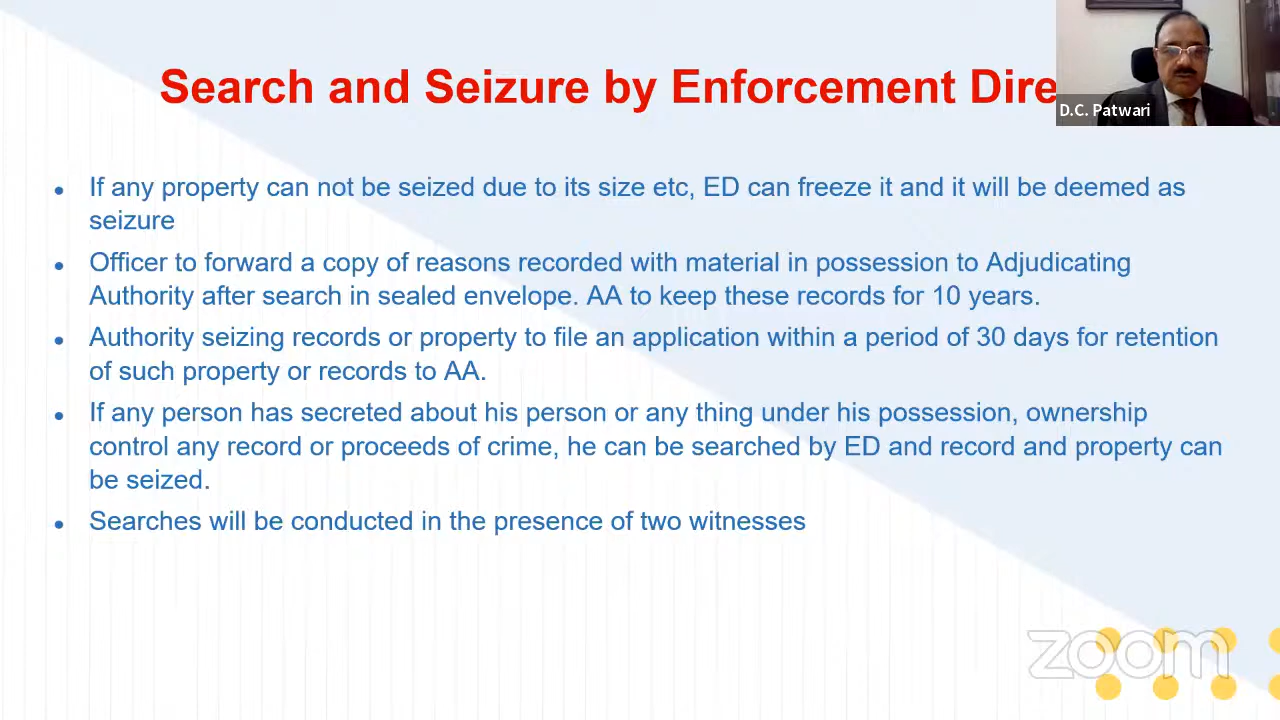 Search and Seizure by Enforcement Dire
D.C. Patwari
• If any property can not be seized due to its size etc, ED can freeze it and it will be deemed as
seizure
• Officer to forward a copy of reasons recorded with material in possession to Adjudicating
Authority after search in sealed envelope. AA to keep these records for 10 years.
• Authority seizing records or property to file an application within a period of 30 days for retention
of such property or records to AA.
• If any person has secreted about his person or any thing under his possession, ownership
control any record or proceeds of crime, he can be searched by ED and record and property can
be seized.
• Searches will be conducted in the presence of two witnesses
zoom